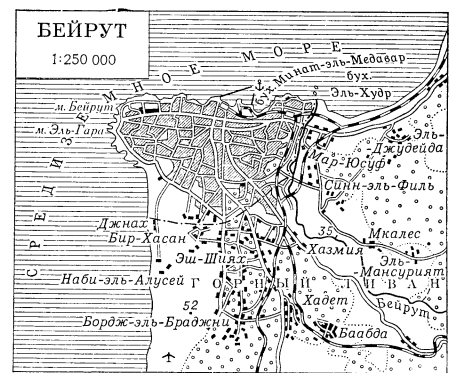 БЕЙРУТ
1:250 000
СРЕДИЗЕМНОЕ МОРЕ
бух. Минат-эль-Медавар
бух.
Эль-Худр
м. Бейрут
м. Эль-Гара
Эль-
Джудейда
Мар-Юсуф
Синн-эль-Филь
Джнах
Бир-Хасан
35
Мкалес
Хазмия
Эш-Шиях
Эль-
Мансурият
Наби-эль-Алусей
ГОРНЫЙ ЛИВАН
Хадет
Бейрут
52
Бордж-эль-Браджни
Баабда